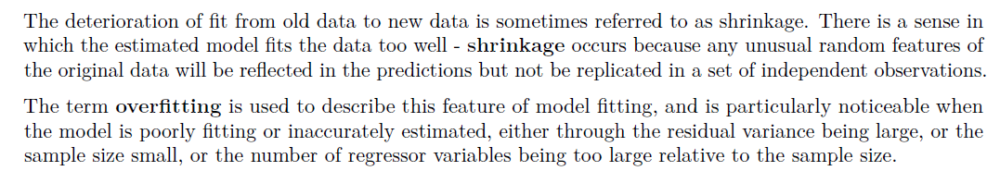 The deterioration of fit from old data to new data is sometimes referred to as shrinkage. There is a sense in
which the estimated model fits the data too well - shrinkage occurs because any unusual random features of
the original data will be reflected in the predictions but not be replicated in a set of independent observations.
The term overfitting is used to describe this feature of model fitting, and is particularly noticeable when
the model is poorly fitting or inaccurately estimated, either through the residual variance being large, or the
sample size small, or the number of regressor variables being too large relative to the sample size.